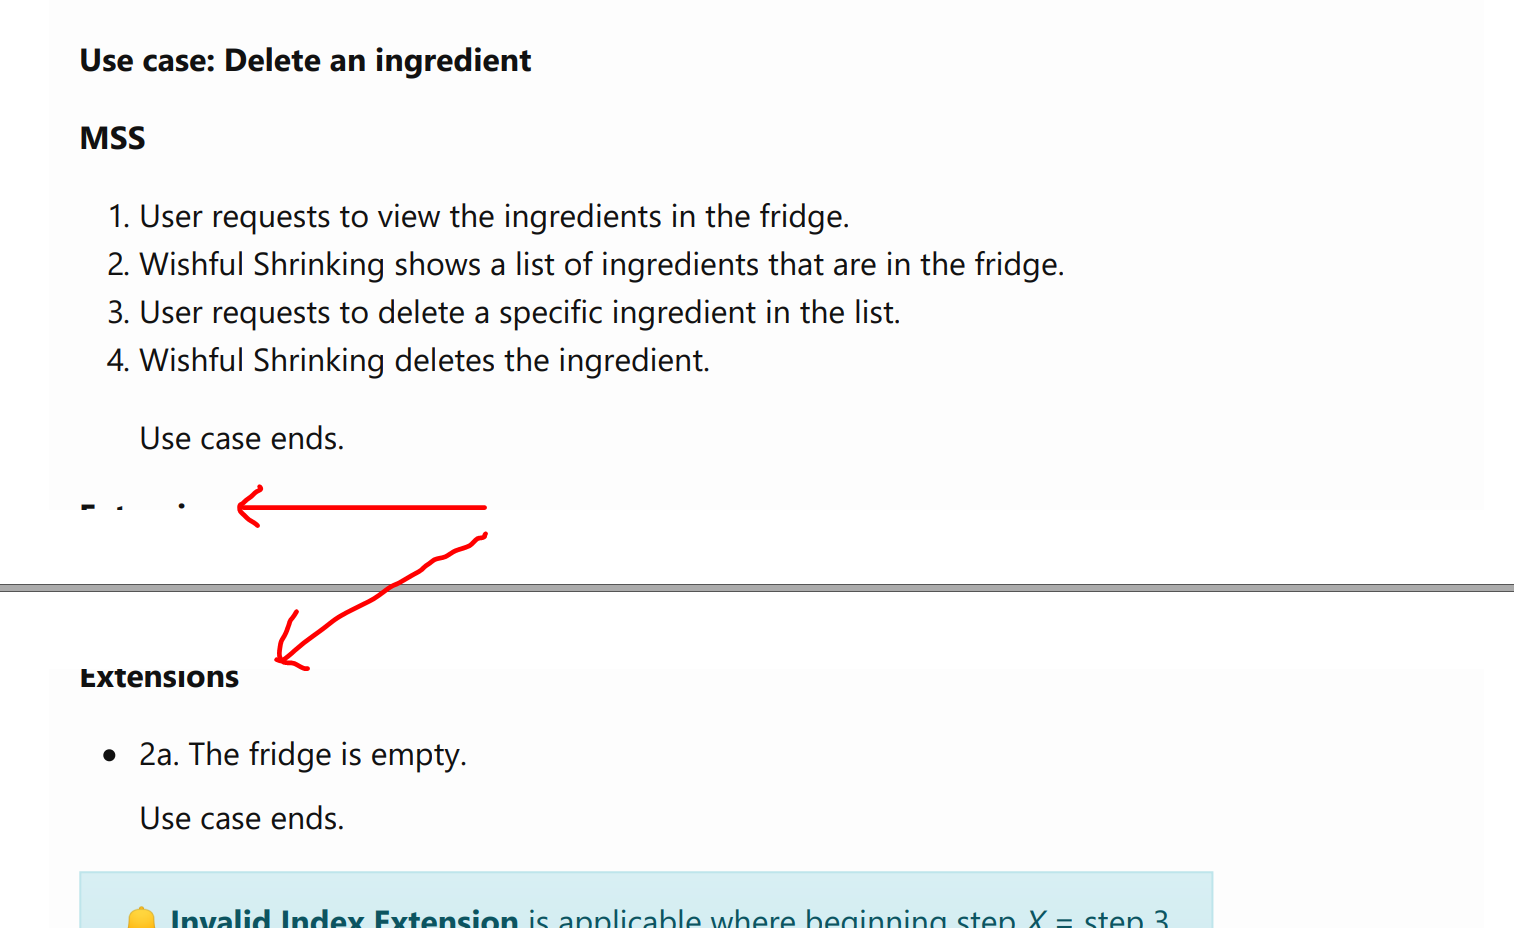 Use case: Delete an ingredient
MSS
1. User requests to view the ingredients in the fridge.
2. Wishful Shrinking shows a list of ingredients that are in the fridge.
3. User requests to delete a specific ingredient in the list.
4. Wishful Shrinking deletes the ingredient.
Use case ends.
Extensions
• 2a. The fridge is empty.
Use case ends.
🔔 Invalid Index Extension is applicable where beginning step X = step 3